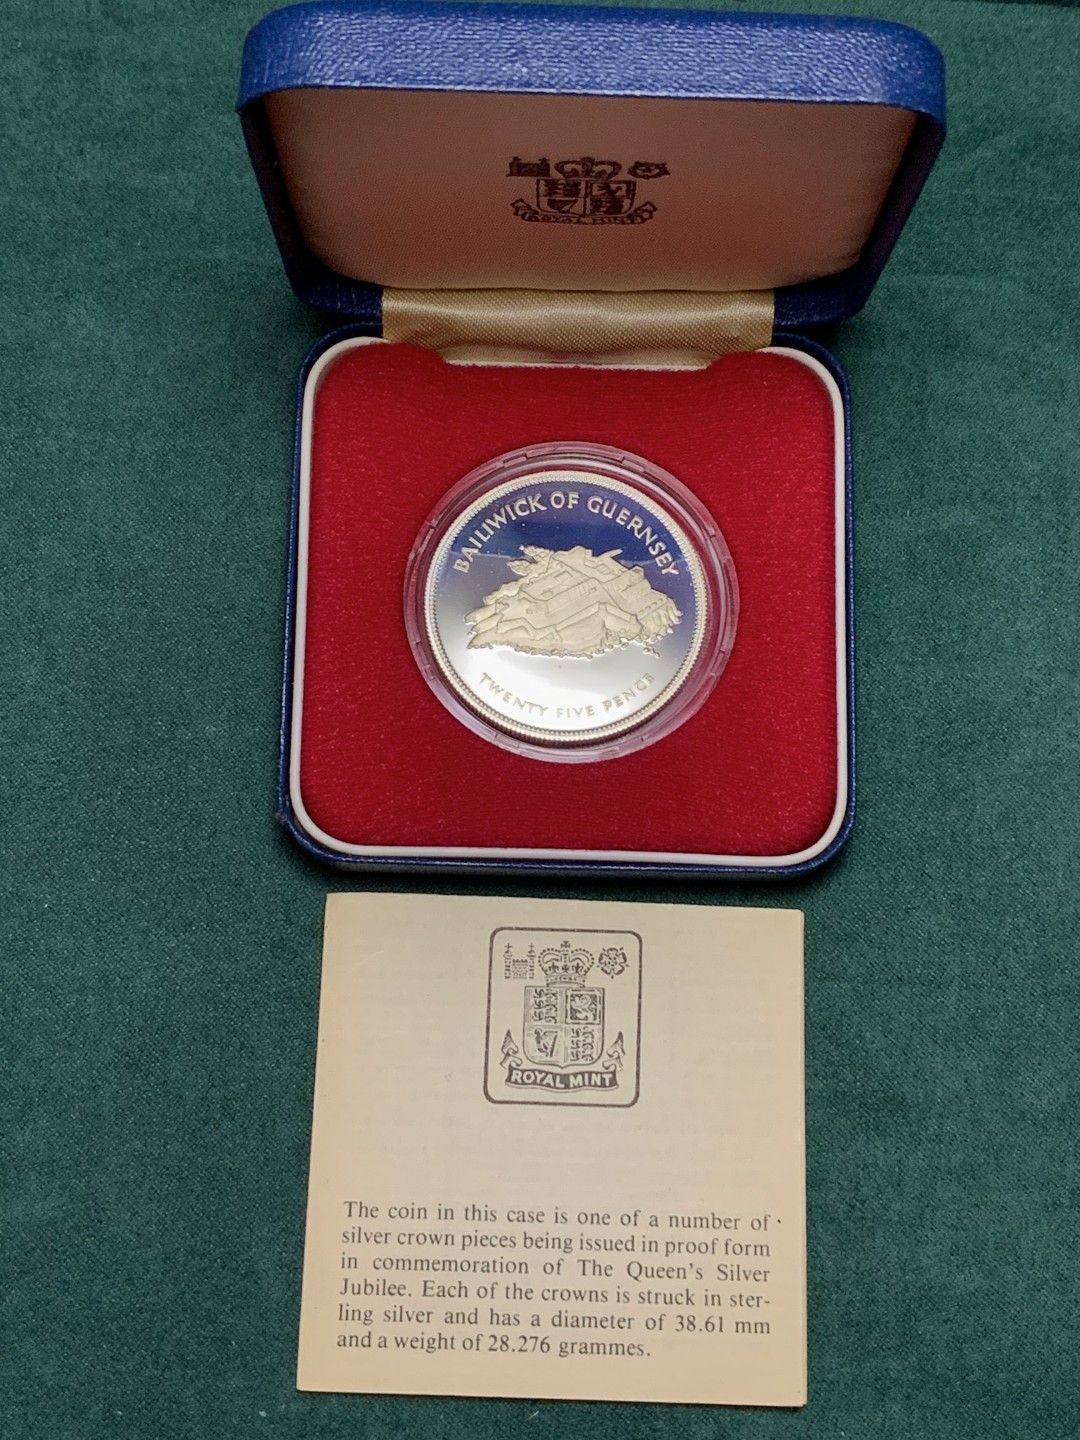 BAILIWICK OF GUERNSEY
TWENTY FIVE PENCE
ROYAL MINT
The coin in this case is one of a number of
silver crown pieces being issued in proof form
in commemoration of The Queen's Silver
Jubilee. Each of the crowns is struck in ster-
ling silver and has a diameter of 38.61 mm
and a weight of 28.276 grammes.